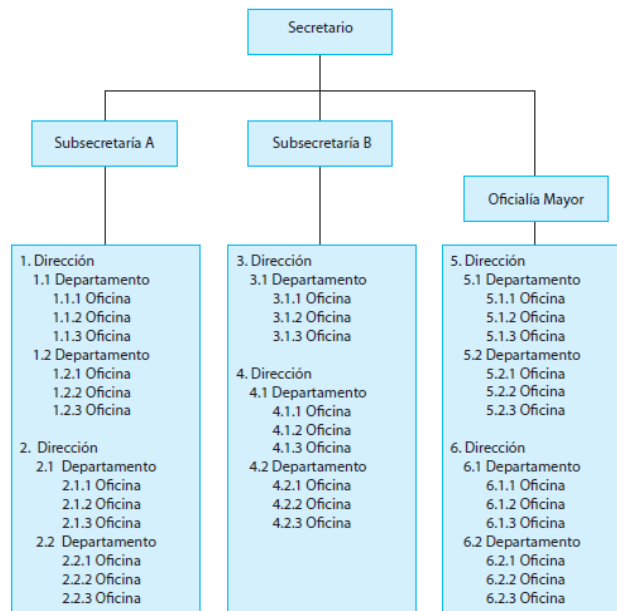 Secretario
Subsecretaría A
Subsecretaría B
Oficialía Mayor
1. Dirección
1.1 Departamento
1.1.1 Oficina
1.1.2 Oficina
1.1.3 Oficina
1.2 Departamento
1.2.1 Oficina
1.2.2 Oficina
1.2.3 Oficina
2. Dirección
2.1 Departamento
2.1.1 Oficina
2.1.2 Oficina
2.1.3 Oficina
2.2 Departamento
2.2.1 Oficina
2.2.2 Oficina
2.2.3 Oficina
3. Dirección
3.1 Departamento
3.1.1 Oficina
3.1.2 Oficina
3.1.3 Oficina
4. Dirección
4.1 Departamento
4.1.1 Oficina
4.1.2 Oficina
4.1.3 Oficina
4.2 Departamento
4.2.1 Oficina
4.2.2 Oficina
4.2.3 Oficina
5. Dirección
5.1 Departamento
5.1.1 Oficina
5.1.2 Oficina
5.1.3 Oficina
5.2 Departamento
5.2.1 Oficina
5.2.2 Oficina
5.2.3 Oficina
6. Dirección
6.1 Departamento
6.1.1 Oficina
6.1.2 Oficina
6.1.3 Oficina
6.2 Departamento
6.2.1 Oficina
6.2.2 Oficina
6.2.3 Oficina